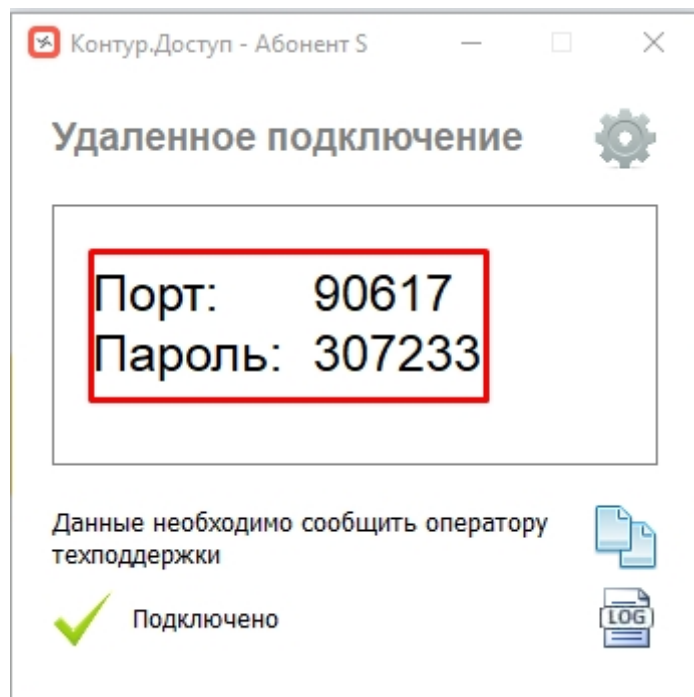 Контур.Доступ - Абонент S
Удаленное подключение
Порт: 90617
Пароль: 307233
Данные необходимо сообщить оператору
техподдержки
Подключено
LOG